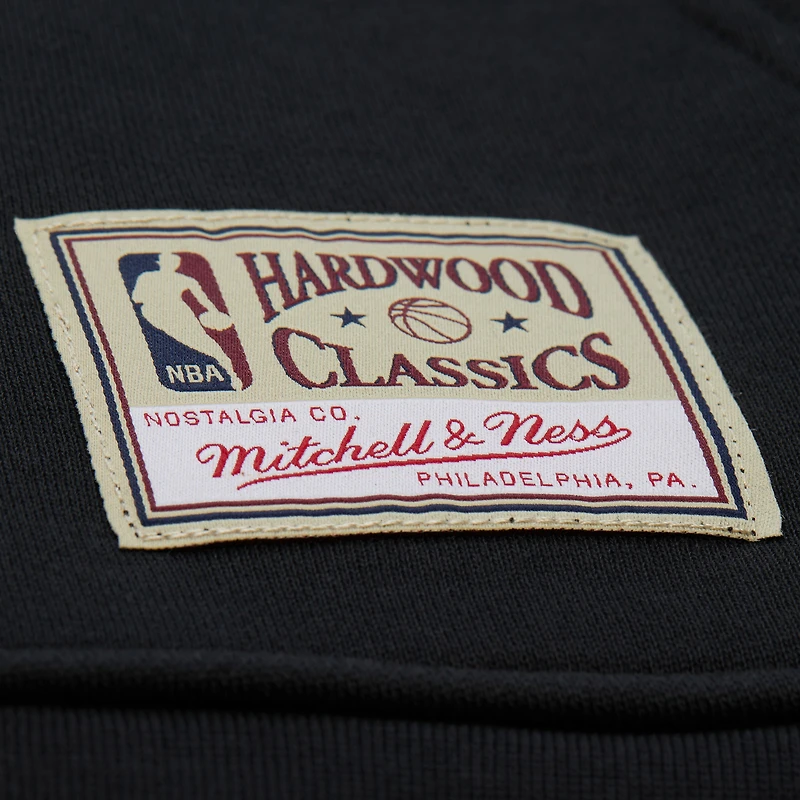 HARDWOOD
CLASSICS
NBA
NOSTALGIA CO.
Mitchell & Ness
PHILADELPHIA, PA.